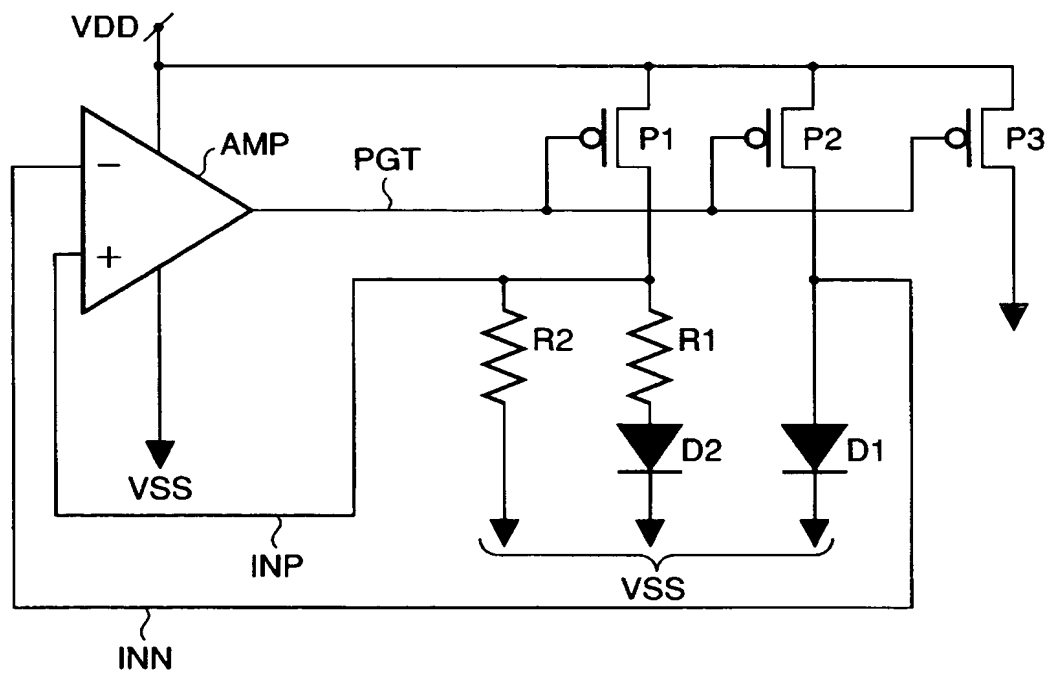 VDD
AMP
PGT
P1
P2
P3
−
+
R2
R1
D2
D1
VSS
INP
VSS
INN